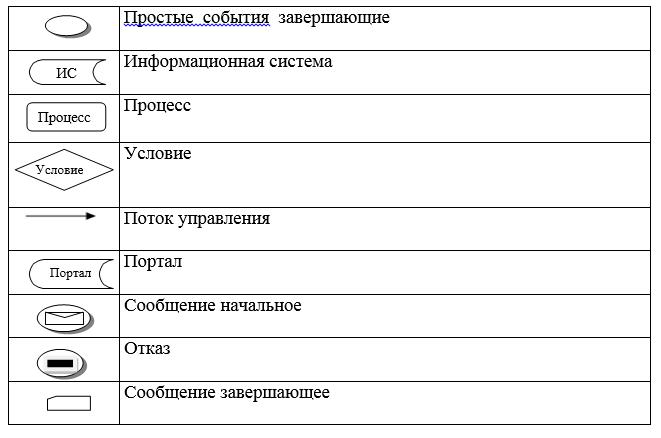 Простые события завершающие
ИС
Информационная система
Процесс
Процесс
Условие
Условие
Поток управления
Портал
Портал
Сообщение начальное
Отказ
Сообщение завершающее